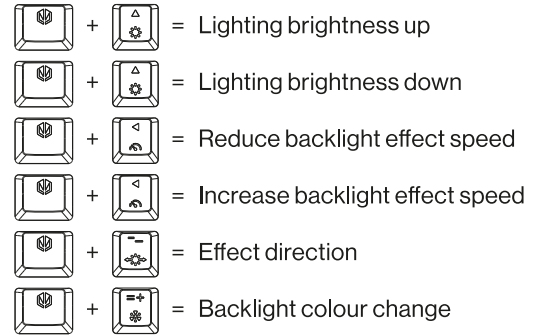 + △ = Lighting brightness up
+ △ = Lighting brightness down
+ ◁ = Reduce backlight effect speed
+ ◁ = Increase backlight effect speed
+ -_ = Effect direction
+ =+ = Backlight colour change